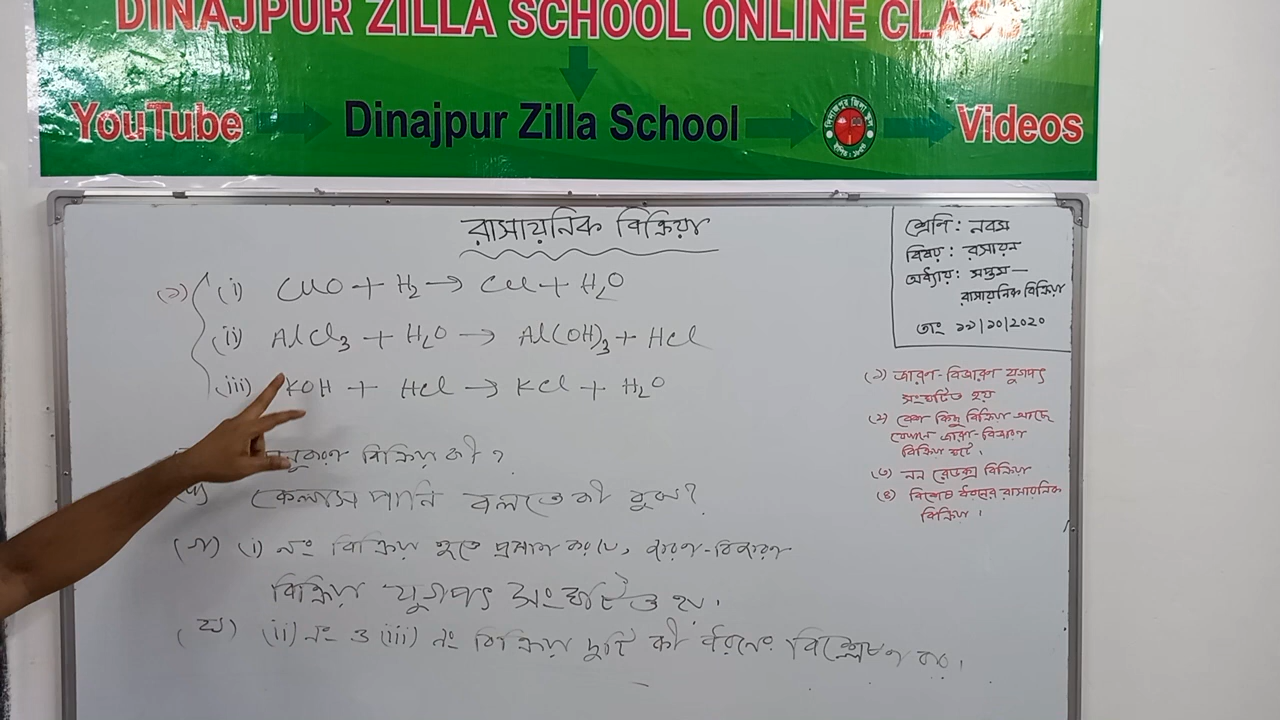 DINAJPUR ZILLA SCHOOL ONLINE CLASS
YouTube Dinajpur Zilla School Videos
রাসায়নিক বিক্রিয়া
(১) (i) CuO + H₂ → Cu + H₂O
(ii) AlCl₃ + H₂O → Al(OH)₃ + HCl
(iii) KOH + HCl → KCl + H₂O
বিক্রিয়া কী ?
কেলাস পানি বলতে কী বুঝ?
(গ) (i) নং বিক্রিয়া হতে প্রমাণ কর যে, জারণ-বিজারণ
বিক্রিয়া যুগপৎ সংঘটিত হয়।
(ঘ) (ii) নং ও (iii) নং বিক্রিয়া দুটি কী ধরনের বিশ্লেষণ কর।
শ্রেণি: নবম
বিষয়: রসায়ন
অধ্যায়: সপ্তম—
রাসায়নিক বিক্রিয়া
তাং ১১/১০/২০২০
(১) জারণ-বিজারণ যুগপৎ
সংঘটিত হয়
(২) বেশ কিছু বিক্রিয়া আছে
যেখানে জারণ-বিজারণ
বিক্রিয়া ঘটে।
(৩) নন রেডক্স বিক্রিয়া
(৪) বিশেষ ধরনের রাসায়নিক
বিক্রিয়া।